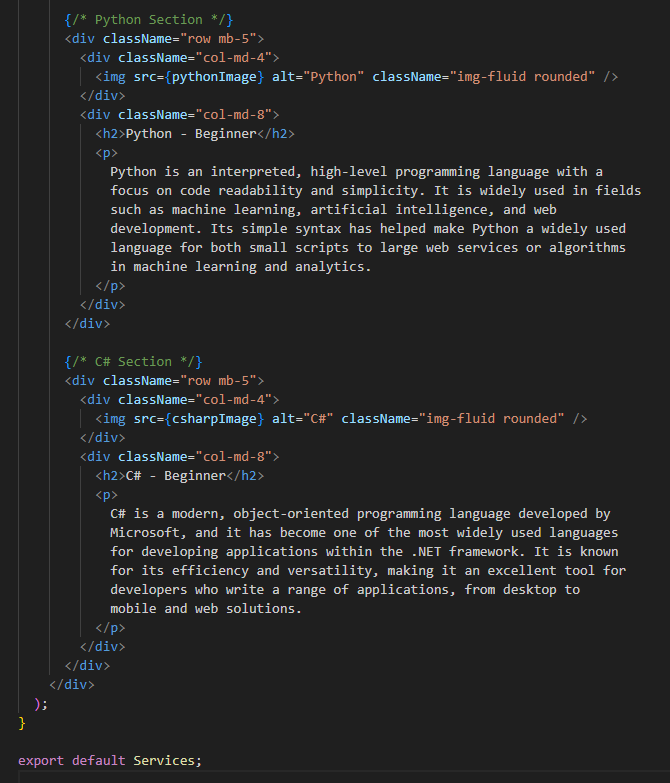 {/* Python Section */}
<div className="row mb-5">
<div className="col-md-4">
<img src={pythonImage} alt="Python" className="img-fluid rounded" />
</div>
<div className="col-md-8">
<h2>Python - Beginner</h2>
<p>
Python is an interpreted, high-level programming language with a
focus on code readability and simplicity. It is widely used in fields
such as machine learning, artificial intelligence, and web
development. Its simple syntax has helped make Python a widely used
language for both small scripts to large web services or algorithms
in machine learning and analytics.
</p>
</div>
</div>
{/* C# Section */}
<div className="row mb-5">
<div className="col-md-4">
<img src={csharpImage} alt="C#" className="img-fluid rounded" />
</div>
<div className="col-md-8">
<h2>C# - Beginner</h2>
<p>
C# is a modern, object-oriented programming language developed by
Microsoft, and it has become one of the most widely used languages
for developing applications within the .NET framework. It is known
for its efficiency and versatility, making it an excellent tool for
developers who write a range of applications, from desktop to
mobile and web solutions.
</p>
</div>
</div>
</div>
);
}
export default Services;